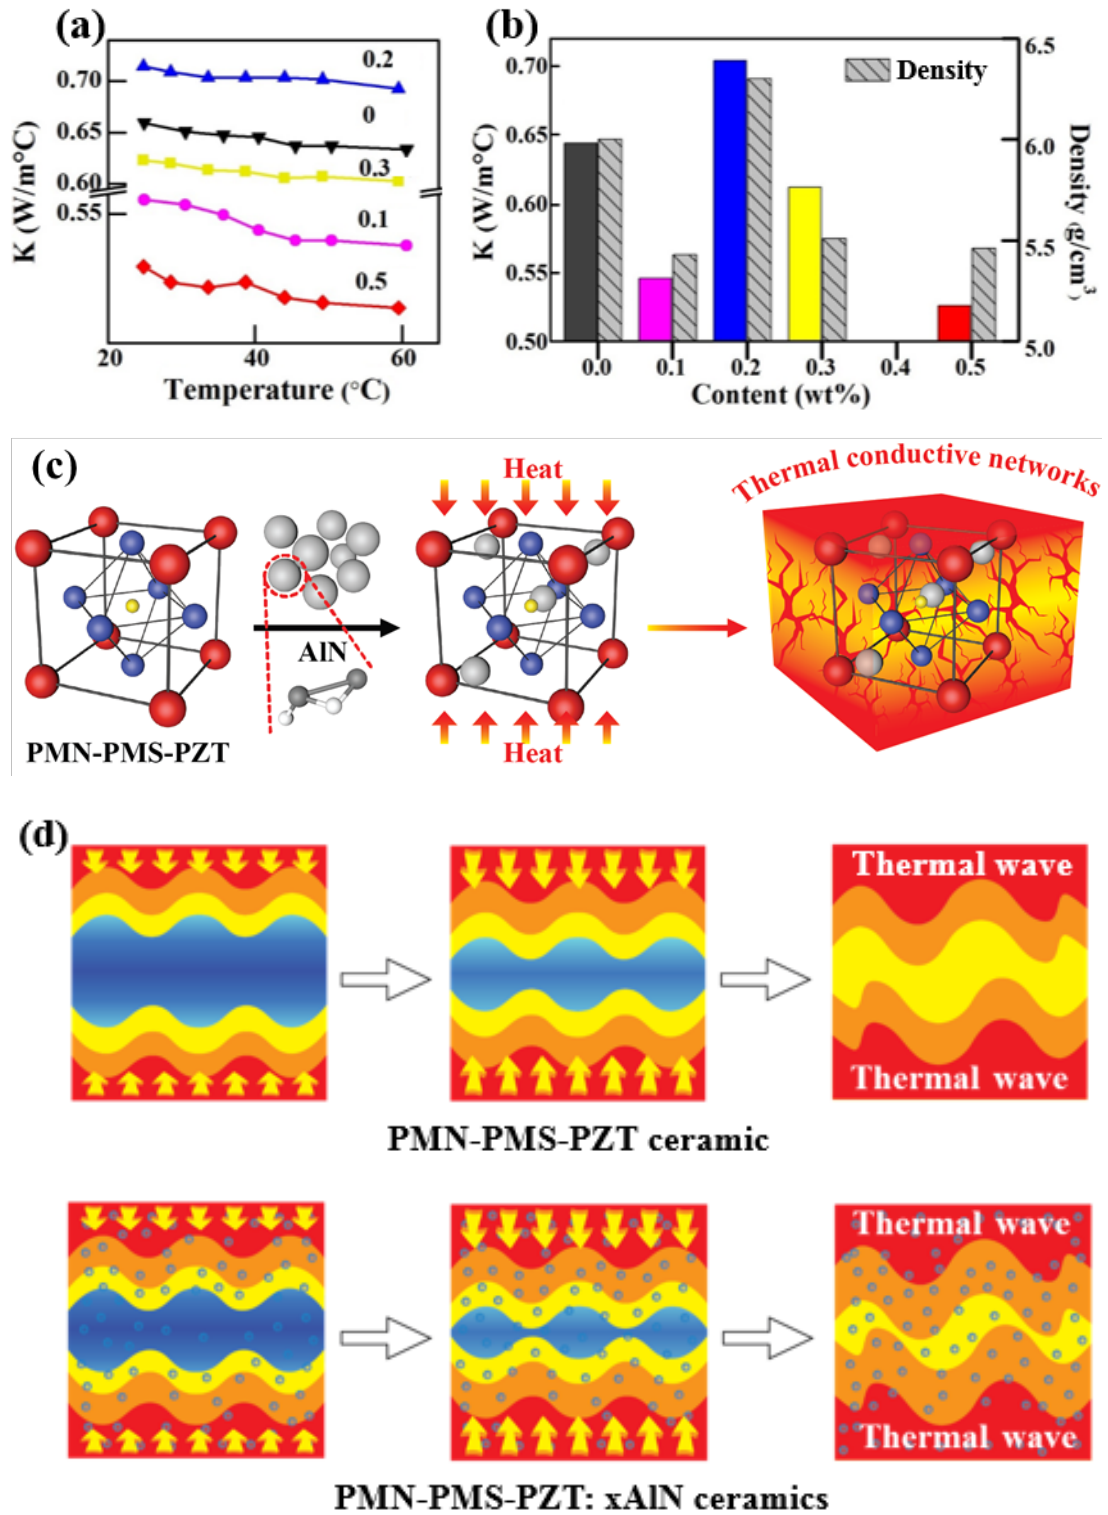 (a)
0.2
0
0.3
0.1
0.5
0.70
0.65
0.60
0.55
K (W/m°C)
20
40
60
Temperature (°C)
(b)
Density
0.70
0.65
0.60
0.55
0.50
K (W/m°C)
6.5
6.0
5.5
5.0
Density g/cm³)
0.0
0.1
0.2
0.3
0.4
0.5
Content (wt%)
(c)
Heat
Thermal conductive networks
AlN
PMN-PMS-PZT
Heat
(d)
Thermal wave
Thermal wave
PMN-PMS-PZT ceramic
Thermal wave
Thermal wave
PMN-PMS-PZT: xAlN ceramics